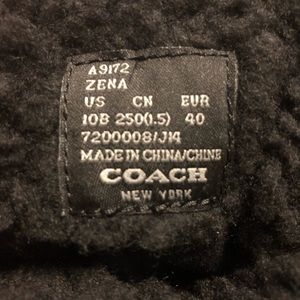 A9172
ZENA
US CN EUR
10B 250(1.5) 40
7200008/J14
MADE IN CHINA/CHINE
COACH
NEW YORK